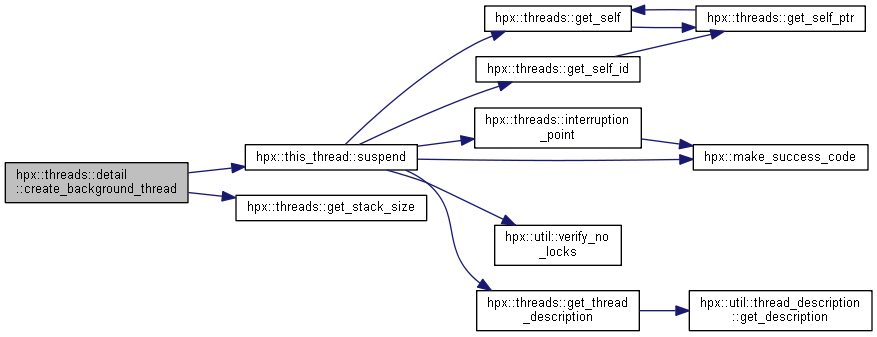 hpx::threads::detail
::create_background_thread
hpx::this_thread::suspend
hpx::threads::get_stack_size
hpx::threads::get_self
hpx::threads::get_self_ptr
hpx::threads::get_self_id
hpx::threads::interruption
_point
hpx::make_success_code
hpx::util::verify_no
_locks
hpx::threads::get_thread
_description
hpx::util::thread_description
::get_description